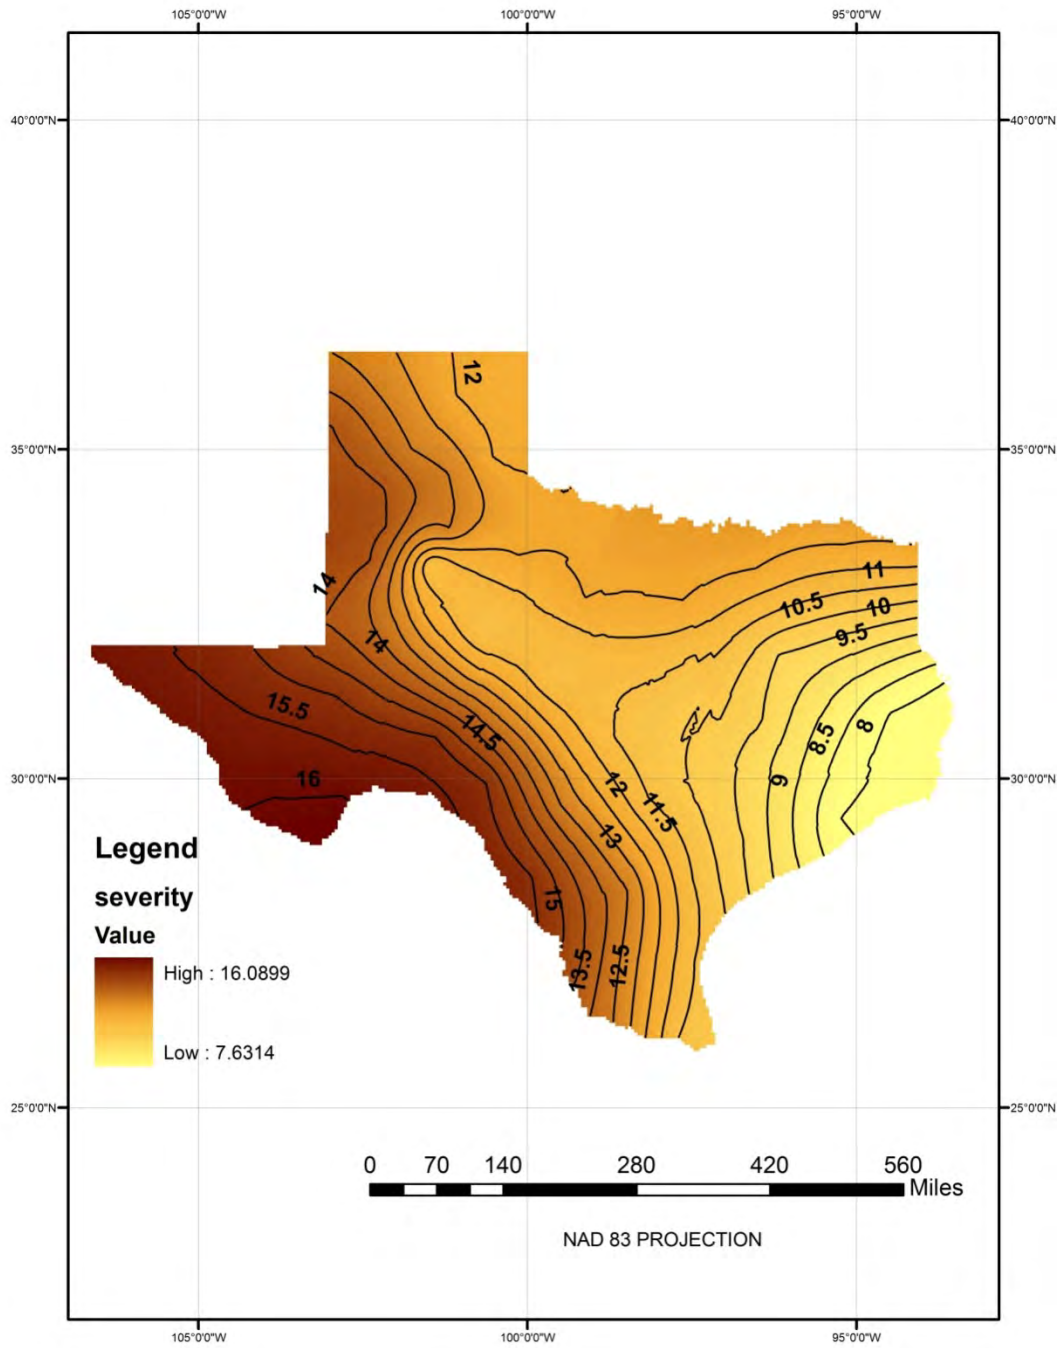 105°0'0"W 100°0'0"W 95°0'0"W
40°0'0"N 40°0'0"N
12
35°0'0"N 35°0'0"N
11
14
10.5 10
9.5
14
15.5
14.5
8.5 8
30°0'0"N 16 12 9 30°0'0"N
11.5
13
Legend
severity
15
Value
High : 16.0899
13.5 12.5
Low : 7.6314
25°0'0"N 25°0'0"N
0 70 140 280 420 560
Miles
NAD 83 PROJECTION
105°0'0"W 100°0'0"W 95°0'0"W